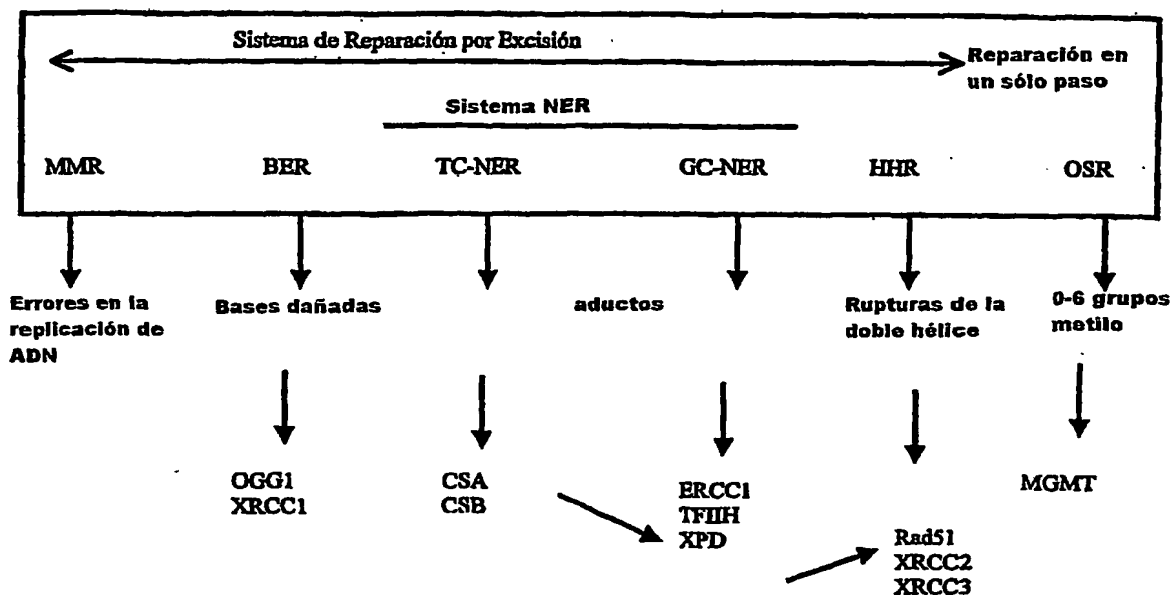 Sistema de Reparación por Excisión
Reparación en
un sólo paso
Sistema NER
MMR BER TC-NER GC-NER HHR OSR
Errores en la
replicación de
ADN
Bases dañadas
aductos
Rupturas de la
doble hélice
0-6 grupos
metilo
OGG1
XRCC1
CSA
CSB
ERCC1
TFIIH
XPD
Rad51
XRCC2
XRCC3
MGMT